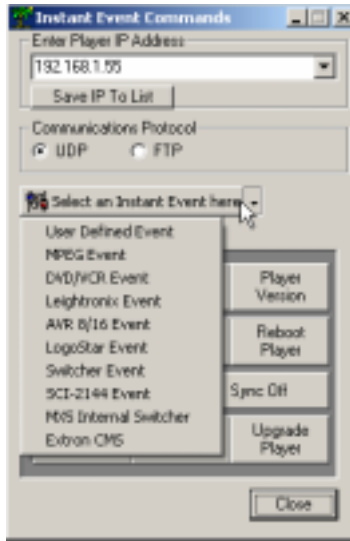 Instant Event Commands
Enter Player IP Address
192.168.1.55
Save IP To List
Communications Protocol
UDP FTP
Select an Instant Event here
User Defined Event
MPEG Event
DVD/VCR Event
Leightronix Event
AVR 8/16 Event
LogoStar Event
Switcher Event
SCI-2144 Event
MXS Internal Switcher
Extron CMS
Player
Version
Reboot
Player
Sync Off
Upgrade
Player
Close